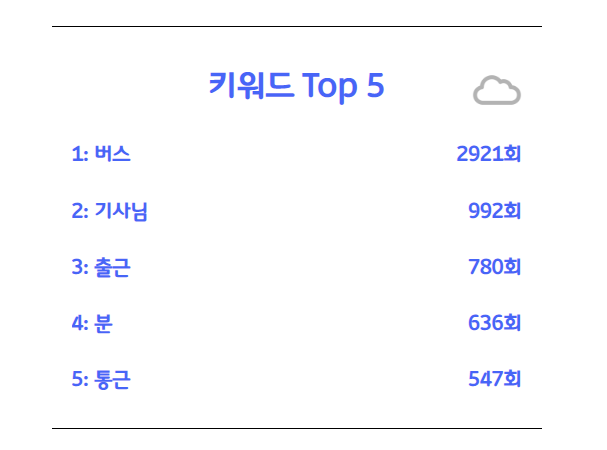 키워드 Top 5
1: 버스 2921회
2: 기사님 992회
3: 출근 780회
4: 분 636회
5: 통근 547회